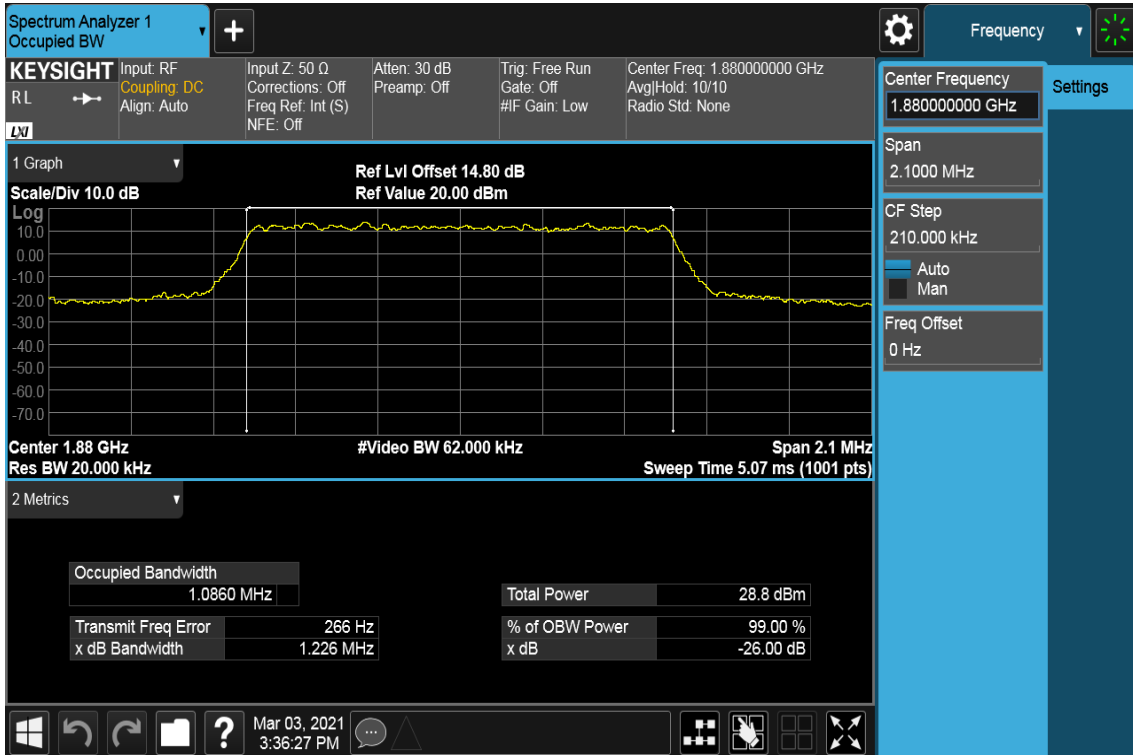 Spectrum Analyzer 1
Occupied BW
+
Frequency
KEYSIGHT
R L
LXI
Input: RF
Coupling: DC
Align: Auto
Input Z: 50 Ω
Corrections: Off
Freq Ref: Int (S)
NFE: Off
Atten: 30 dB
Preamp: Off
Trig: Free Run
Gate: Off
#IF Gain: Low
Center Freq: 1.880000000 GHz
Avg|Hold: 10/10
Radio Std: None
Center Frequency
1.880000000 GHz
Settings
Span
2.1000 MHz
CF Step
210.000 kHz
Auto
Man
Freq Offset
0 Hz
1 Graph
Scale/Div 10.0 dB
Ref Lvl Offset 14.80 dB
Ref Value 20.00 dBm
Log
10.0
0.00
-10.0
-20.0
-30.0
-40.0
-50.0
-60.0
-70.0
Center 1.88 GHz
Res BW 20.000 kHz
#Video BW 62.000 kHz
Span 2.1 MHz
Sweep Time 5.07 ms (1001 pts)
2 Metrics
Occupied Bandwidth
1.0860 MHz
Total Power 28.8 dBm
Transmit Freq Error 266 Hz
% of OBW Power 99.00 %
x dB Bandwidth 1.226 MHz
x dB -26.00 dB
?
Mar 03, 2021
3:36:27 PM